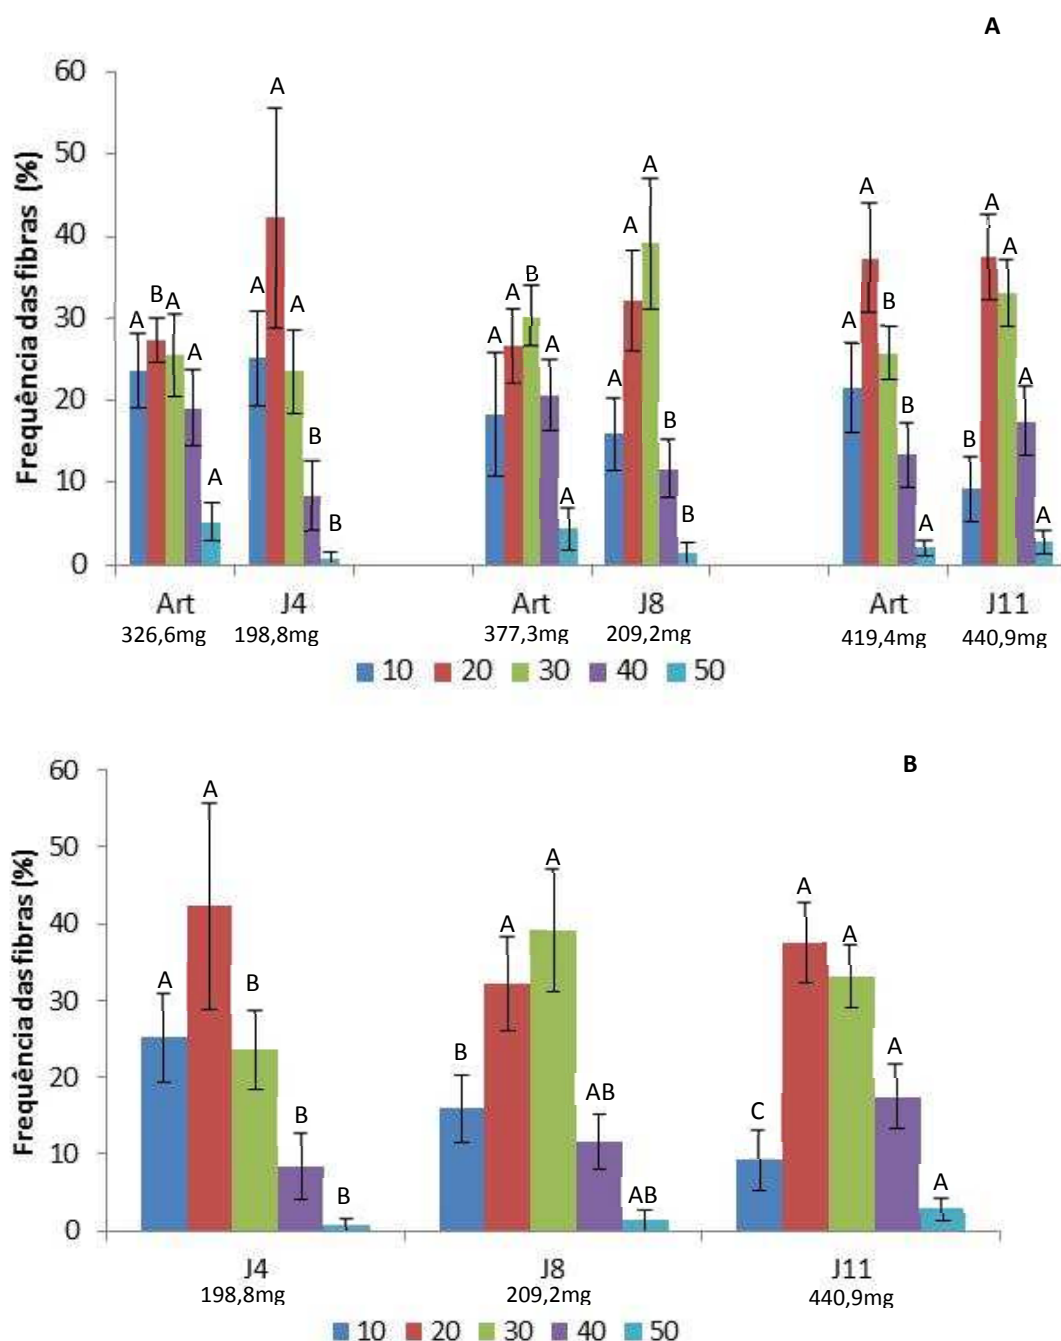 A
Frequência das fibras (%)
60
50
40
30
20
10
0
A B A A A
A A A B B
A A B A A
A A A B B
A A B B A
B A A A A
Art J4 Art J8 Art J11
326,6mg 198,8mg 377,3mg 209,2mg 419,4mg 440,9mg
10 20 30 40 50
B
Frequência das fibras (%)
60
50
40
30
20
10
0
A A B B B
B A A AB AB
C A A A A
J4 J8 J11
198,8mg 209,2mg 440,9mg
10 20 30 40 50